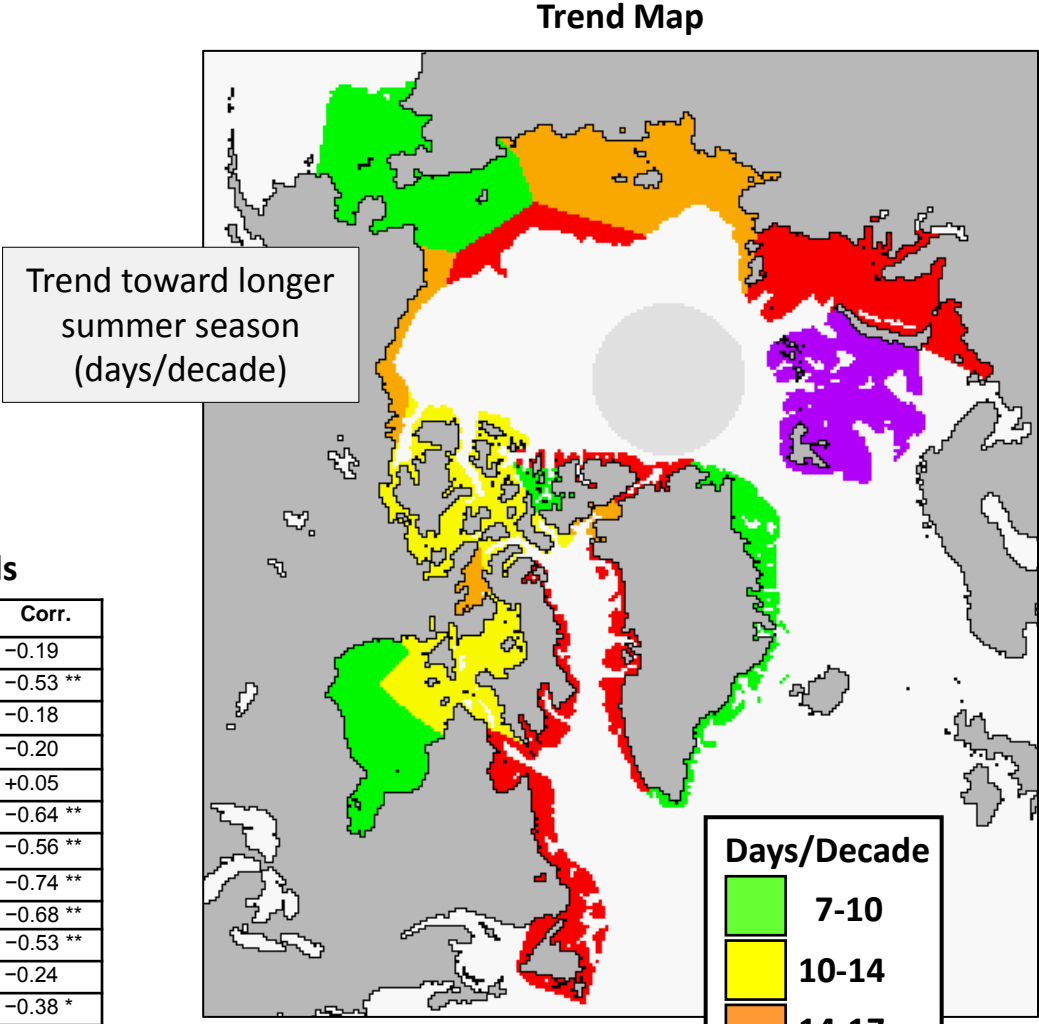 Trend Map
Trend toward longer
summer season
(days/decade)
Corr.
−0.19
−0.53 **
−0.18
−0.20
+0.05
−0.64 **
−0.56 **
−0.74 **
−0.68 **
−0.53 **
−0.24
−0.38 *
Days/Decade
7-10
10-14
14-17